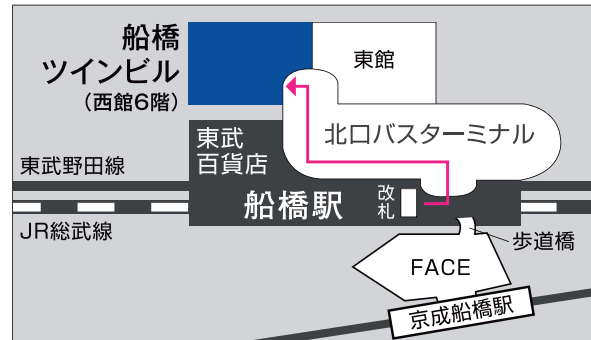 船橋
ツインビル
（西館6階）
東館
北口バスターミナル
東武
百貨店
東武野田線
船橋駅
改札
JR総武線
歩道橋
FACE
京成船橋駅